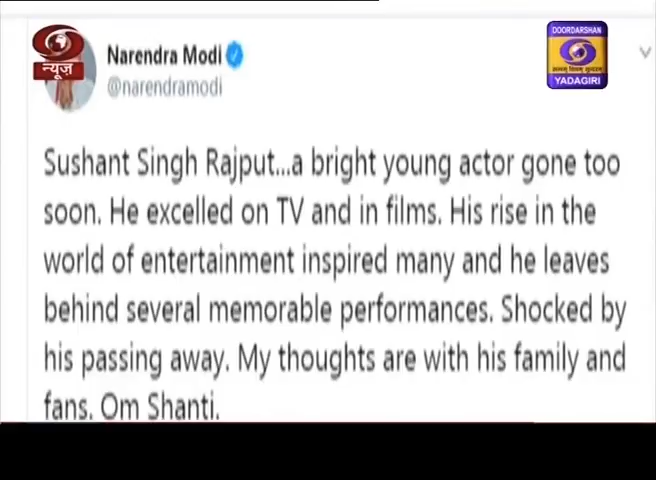 न्यूज़
Narendra Modi
@narendramodi
DOORDARSHAN
YADAGIRI
Sushant Singh Rajput...a bright young actor gone too
soon. He excelled on TV and in films. His rise in the
world of entertainment inspired many and he leaves
behind several memorable performances. Shocked by
his passing away. My thoughts are with his family and
fans. Om Shanti.